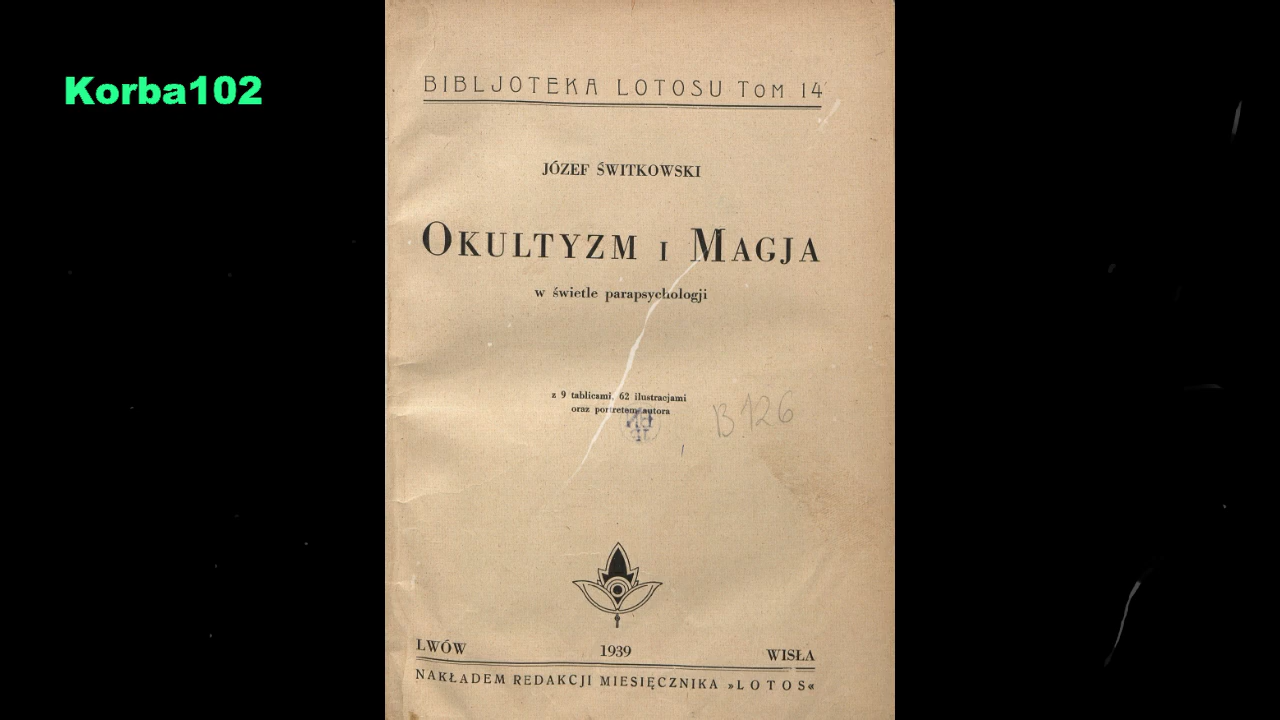 Korba102
BIBLJOTEKA LOTOSU TOM 14
JÓZEF ŚWITKOWSKI
OKULTYZM I MAGJA
w świetle parapsychologji
z 9 tablicami, 62 ilustracjami
oraz portretem autora
B 126
LWÓW 1939 WISŁA
NAKŁADEM REDAKCJI MIESIĘCZNIKA »LOTOS«